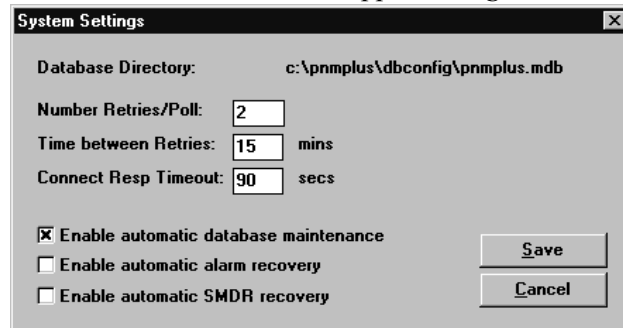 System Settings
Database Directory: c:\pnmplus\dbconfig\pnmplus.mdb
Number Retries/Poll: 2
Time between Retries: 15 mins
Connect Resp Timeout: 90 secs
Enable automatic database maintenance
Enable automatic alarm recovery
Enable automatic SMDR recovery
Save
Cancel